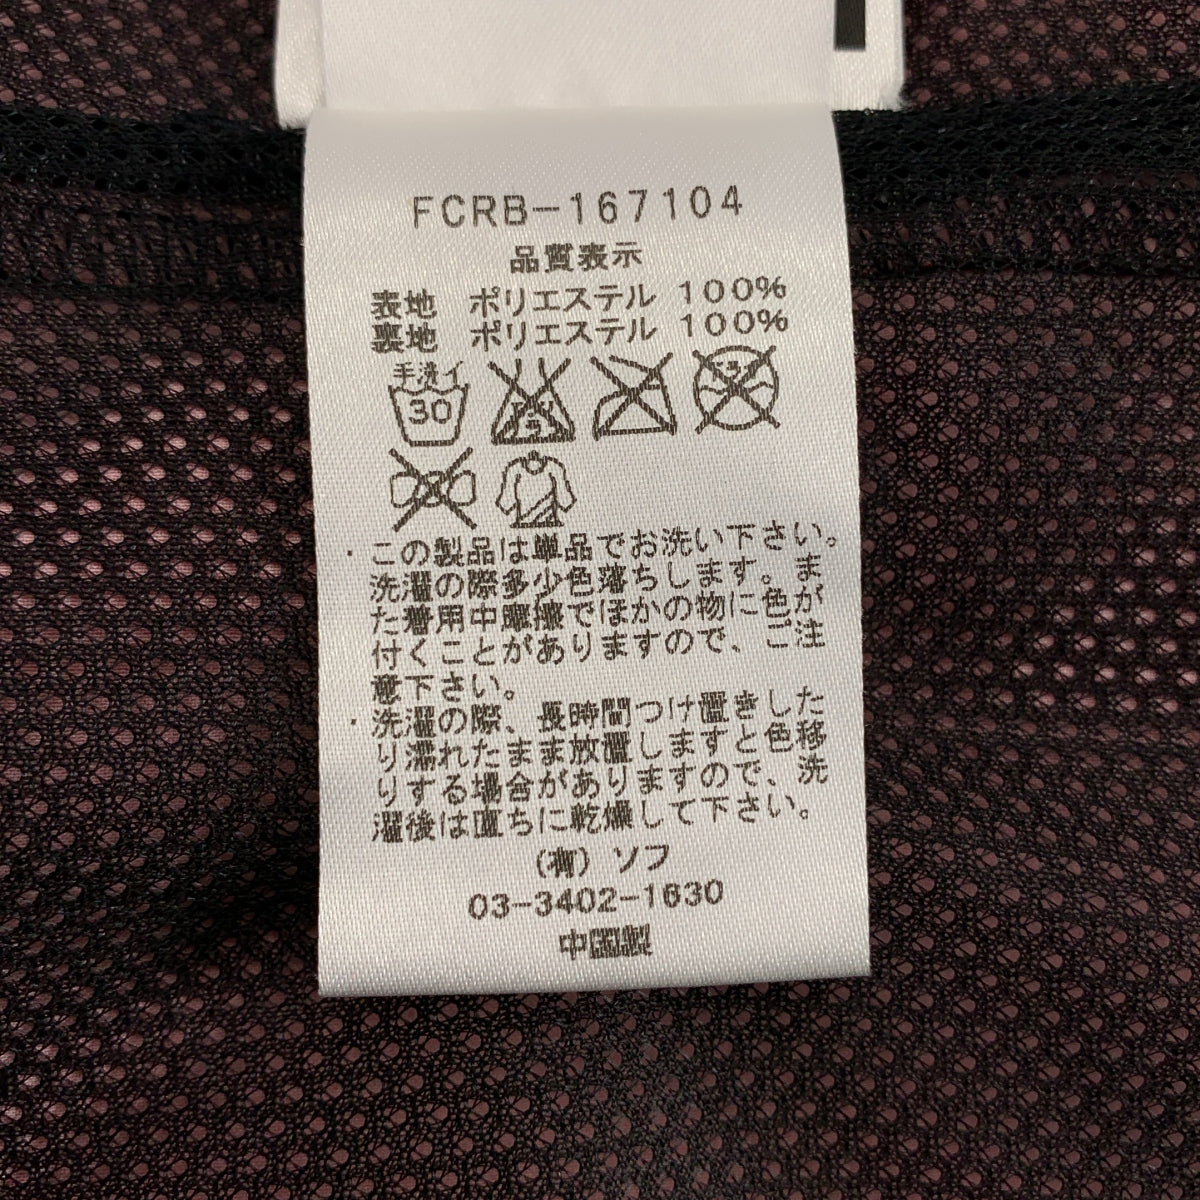 FCRB-167104
品質表示
表地 ポリエステル 100%
裏地 ポリエステル 100%
手洗イ
30
・この製品は単品でお洗い下さい。
洗濯の際多少色落ちします。ま
た着用中摩擦でほかの物に色が
付くことがありますので、ご注
意下さい。
・洗濯の際、長時間つけ置きした
り濡れたまま放置しますと色移
りする場合がありますので、洗
濯後は直ちに乾燥して下さい。
(有) ソフ
03-3402-1630
中国製